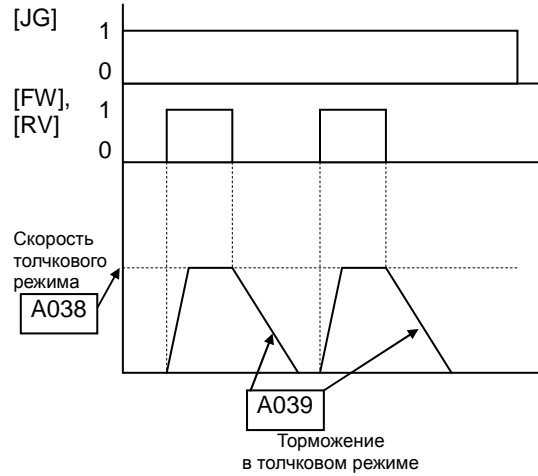 [JG]
1
0
[FW],
[RV]
1
0
Скорость
толчкового
режима
A038
A039
Торможение
в толчковом режиме